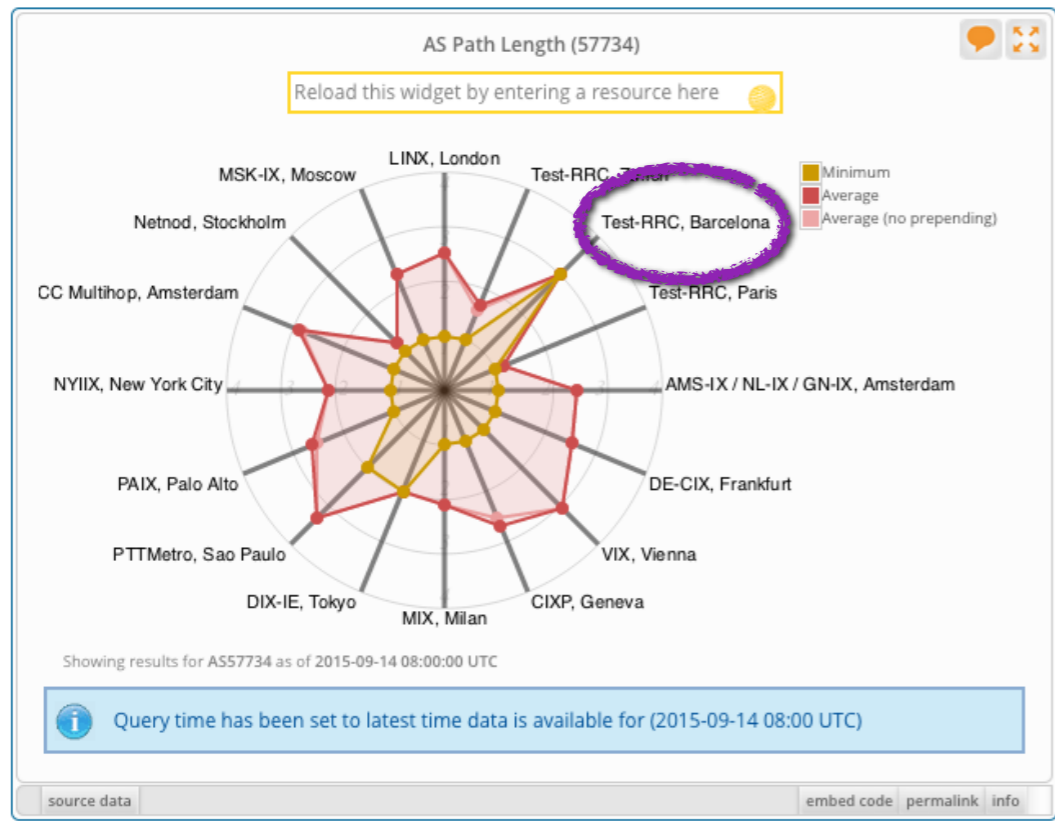 AS Path Length (57734)
Reload this widget by entering a resource here
LINX, London
MSK-IX, Moscow
Test-RRC,
Netnod, Stockholm
Test-RRC, Barcelona
CC Multihop, Amsterdam
Test-RRC, Paris
NYIIX, New York City
AMS-IX / NL-IX / GN-IX, Amsterdam
PAIX, Palo Alto
DE-CIX, Frankfurt
PTTMetro, Sao Paulo
VIX, Vienna
DIX-IE, Tokyo
CIXP, Geneva
MIX, Milan
Minimum
Average
Average (no prepending)
Showing results for AS57734 as of 2015-09-14 08:00:00 UTC
Query time has been set to latest time data is available for (2015-09-14 08:00 UTC)
source data
embed code permalink info